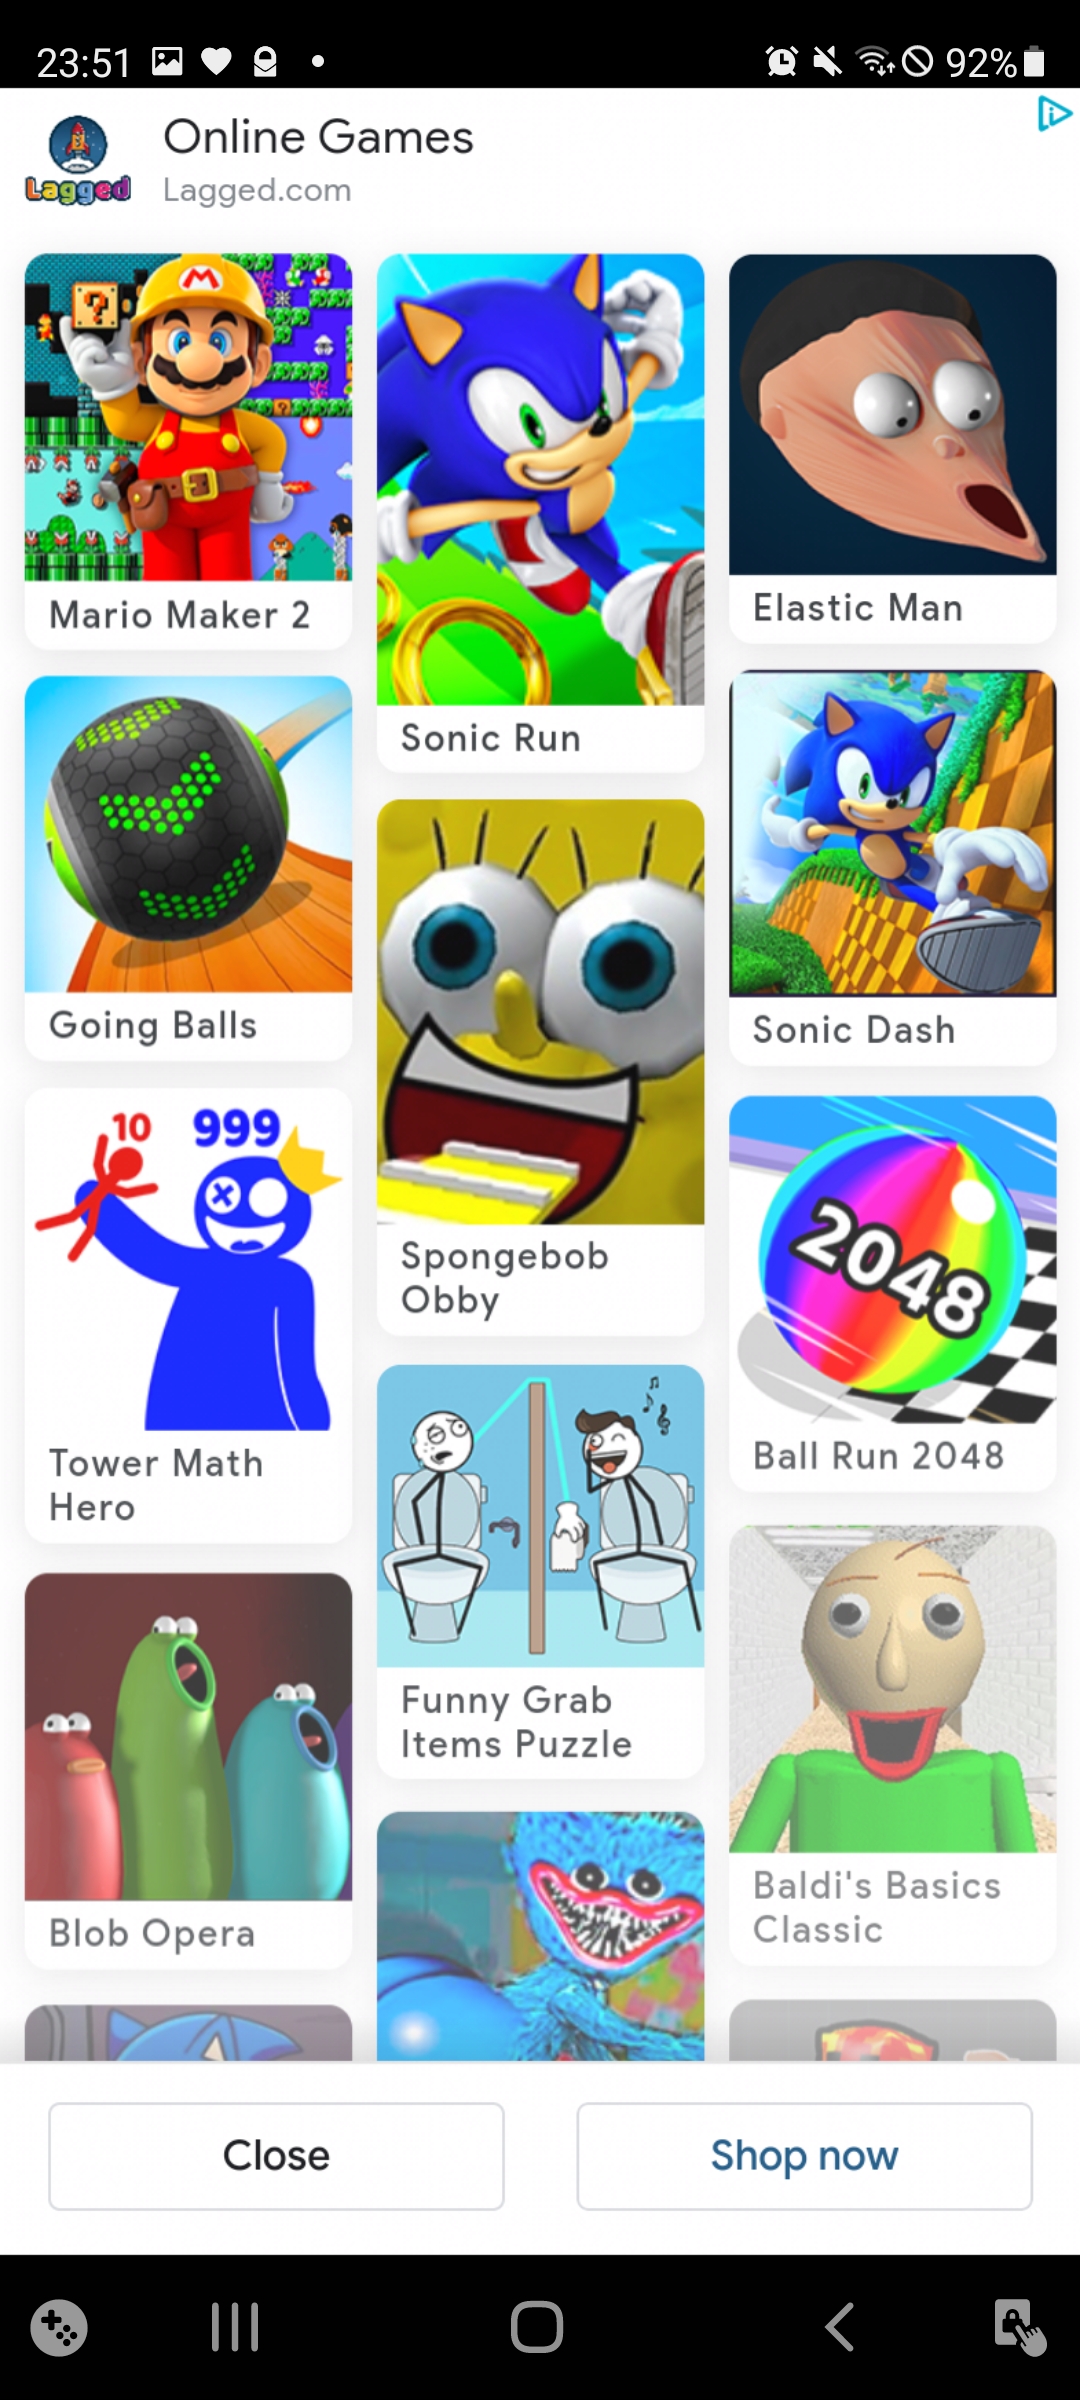 23:51
92%
Online Games
Lagged
Lagged.com
M
?
Mario Maker 2
Sonic Run
Elastic Man
Going Balls
Sonic Dash
10
999
Spongebob
Obby
2048
Ball Run 2048
Tower Math
Hero
Funny Grab
Items Puzzle
Baldi's Basics
Classic
Blob Opera
Close
Shop now